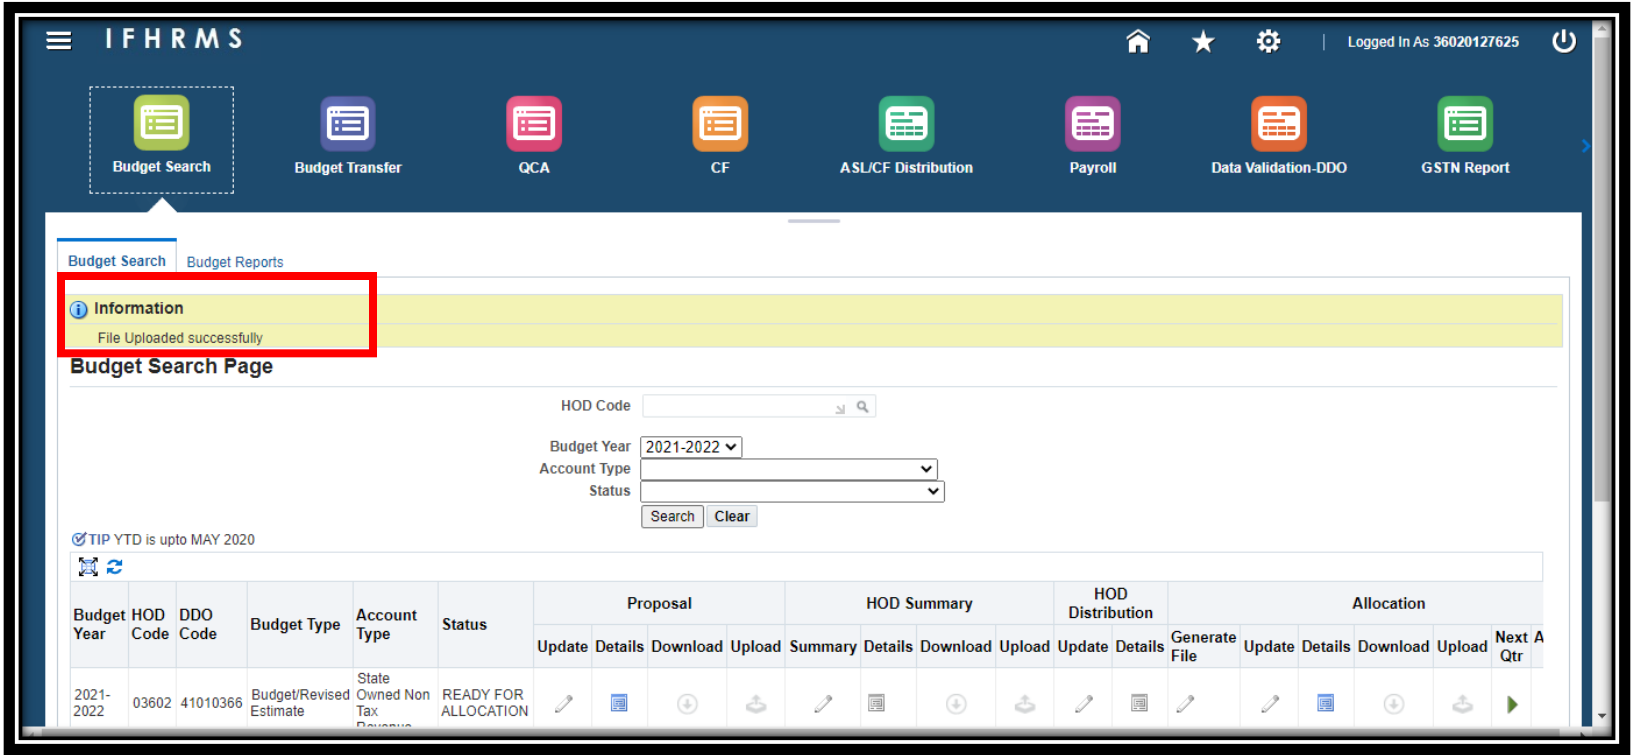 IFHRMS
Logged In As 36020127625
Budget Search
Budget Transfer
QCA
CF
ASL/CF Distribution
Payroll
Data Validation-DDO
GSTN Report
Budget Search Budget Reports
Information
File Uploaded successfully
Budget Search Page
HOD Code
Budget Year 2021-2022
Account Type
Status
Search Clear
TIP YTD is upto MAY 2020
Budget Year
HOD Code
DDO Code
Budget Type
Account Type
Status
Proposal
HOD Summary
HOD Distribution
Allocation
Update Details Download Upload Summary Details Download Upload Update Details Generate File Update Details Download Upload Next Qtr A
2021-2022
03602
41010366
Budget/Revised Estimate
State Owned Non Tax Revenue
READY FOR ALLOCATION